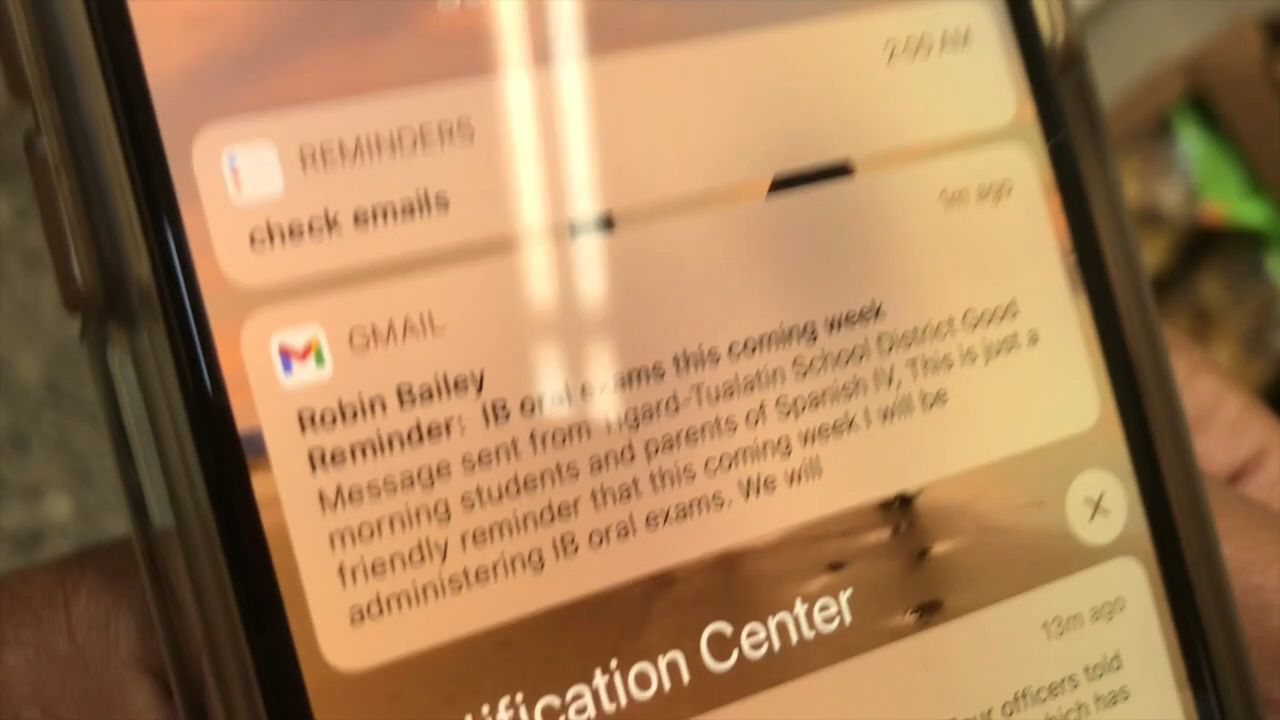 REMINDERS
check emails
GMAIL
5m ago
Robin Bailey
Reminder: IB oral exams this coming week
Message sent from Tigard-Tualatin School District Good
morning students and parents of Spanish IV, This is just a
friendly reminder that this coming week I will be
administering IB oral exams. We will
tification Center
13m ago
our officers told
which has